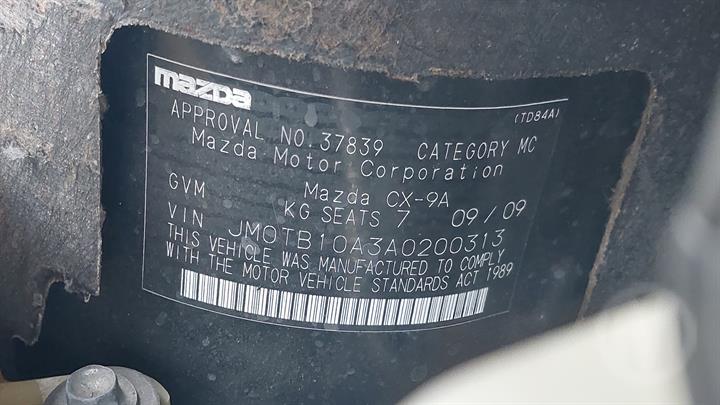 mazda
(TD84A)
APPROVAL NO.37839 CATEGORY MC
Mazda Motor Corporation
Mazda CX-9A
GVM KG SEATS 7 09/09
VIN JM0TB10A3A0200313
THIS VEHICLE WAS MANUFACTURED TO COMPLY
WITH THE MOTOR VEHICLE STANDARDS ACT 1989